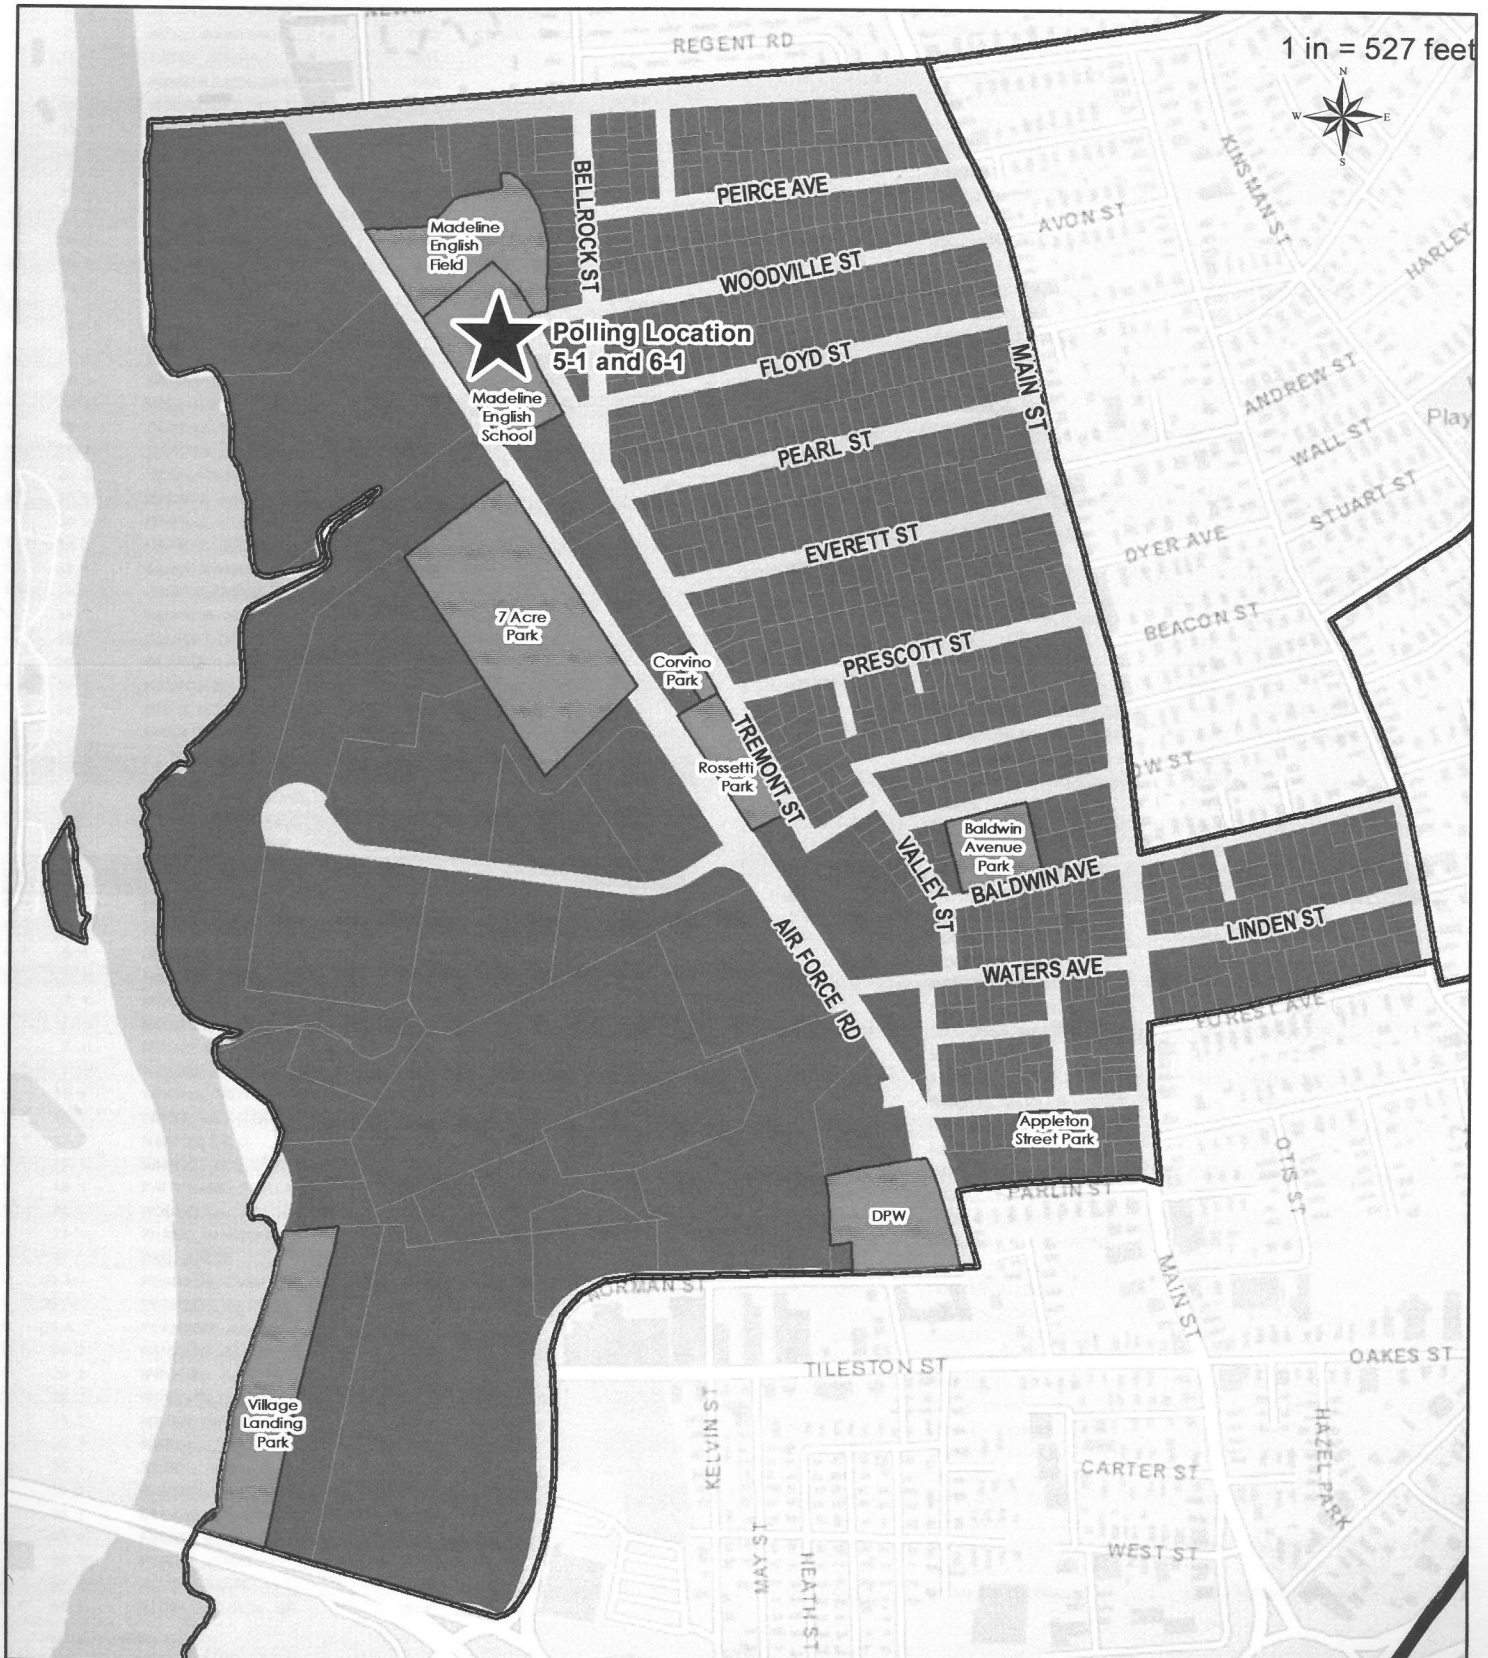 REGENT RD
1 in = 527 feet
N
W E
S
KINSMAN ST
PEIRCE AVE
BELLROCK ST
AVON ST
Madeline
English
Field
HARLEY
WOODVILLE ST
Polling Location
5-1 and 6-1
FLOYD ST
MAIN ST
ANDREW ST
Madeline
English
School
Play
WALL ST
PEARL ST
STUART ST
EVERETT ST
DYER AVE
7 Acre
Park
BEACON ST
PRESCOTT ST
Corvino
Park
TREMONT ST
Rossetti
Park
OW ST
Baldwin
Avenue
Park
VALLEY ST
BALDWIN AVE
LINDEN ST
AIR FORCE RD
WATERS AVE
FOREST AVE
Appleton
Street Park
OTIS ST
PARLIN ST
DPW
MAIN ST
NORMAN ST
OAKES ST
TILESTON ST
Village
Landing
Park
KELVIN ST
HAZEL PARK
CARTER ST
MAY ST
HEATH ST
WEST ST